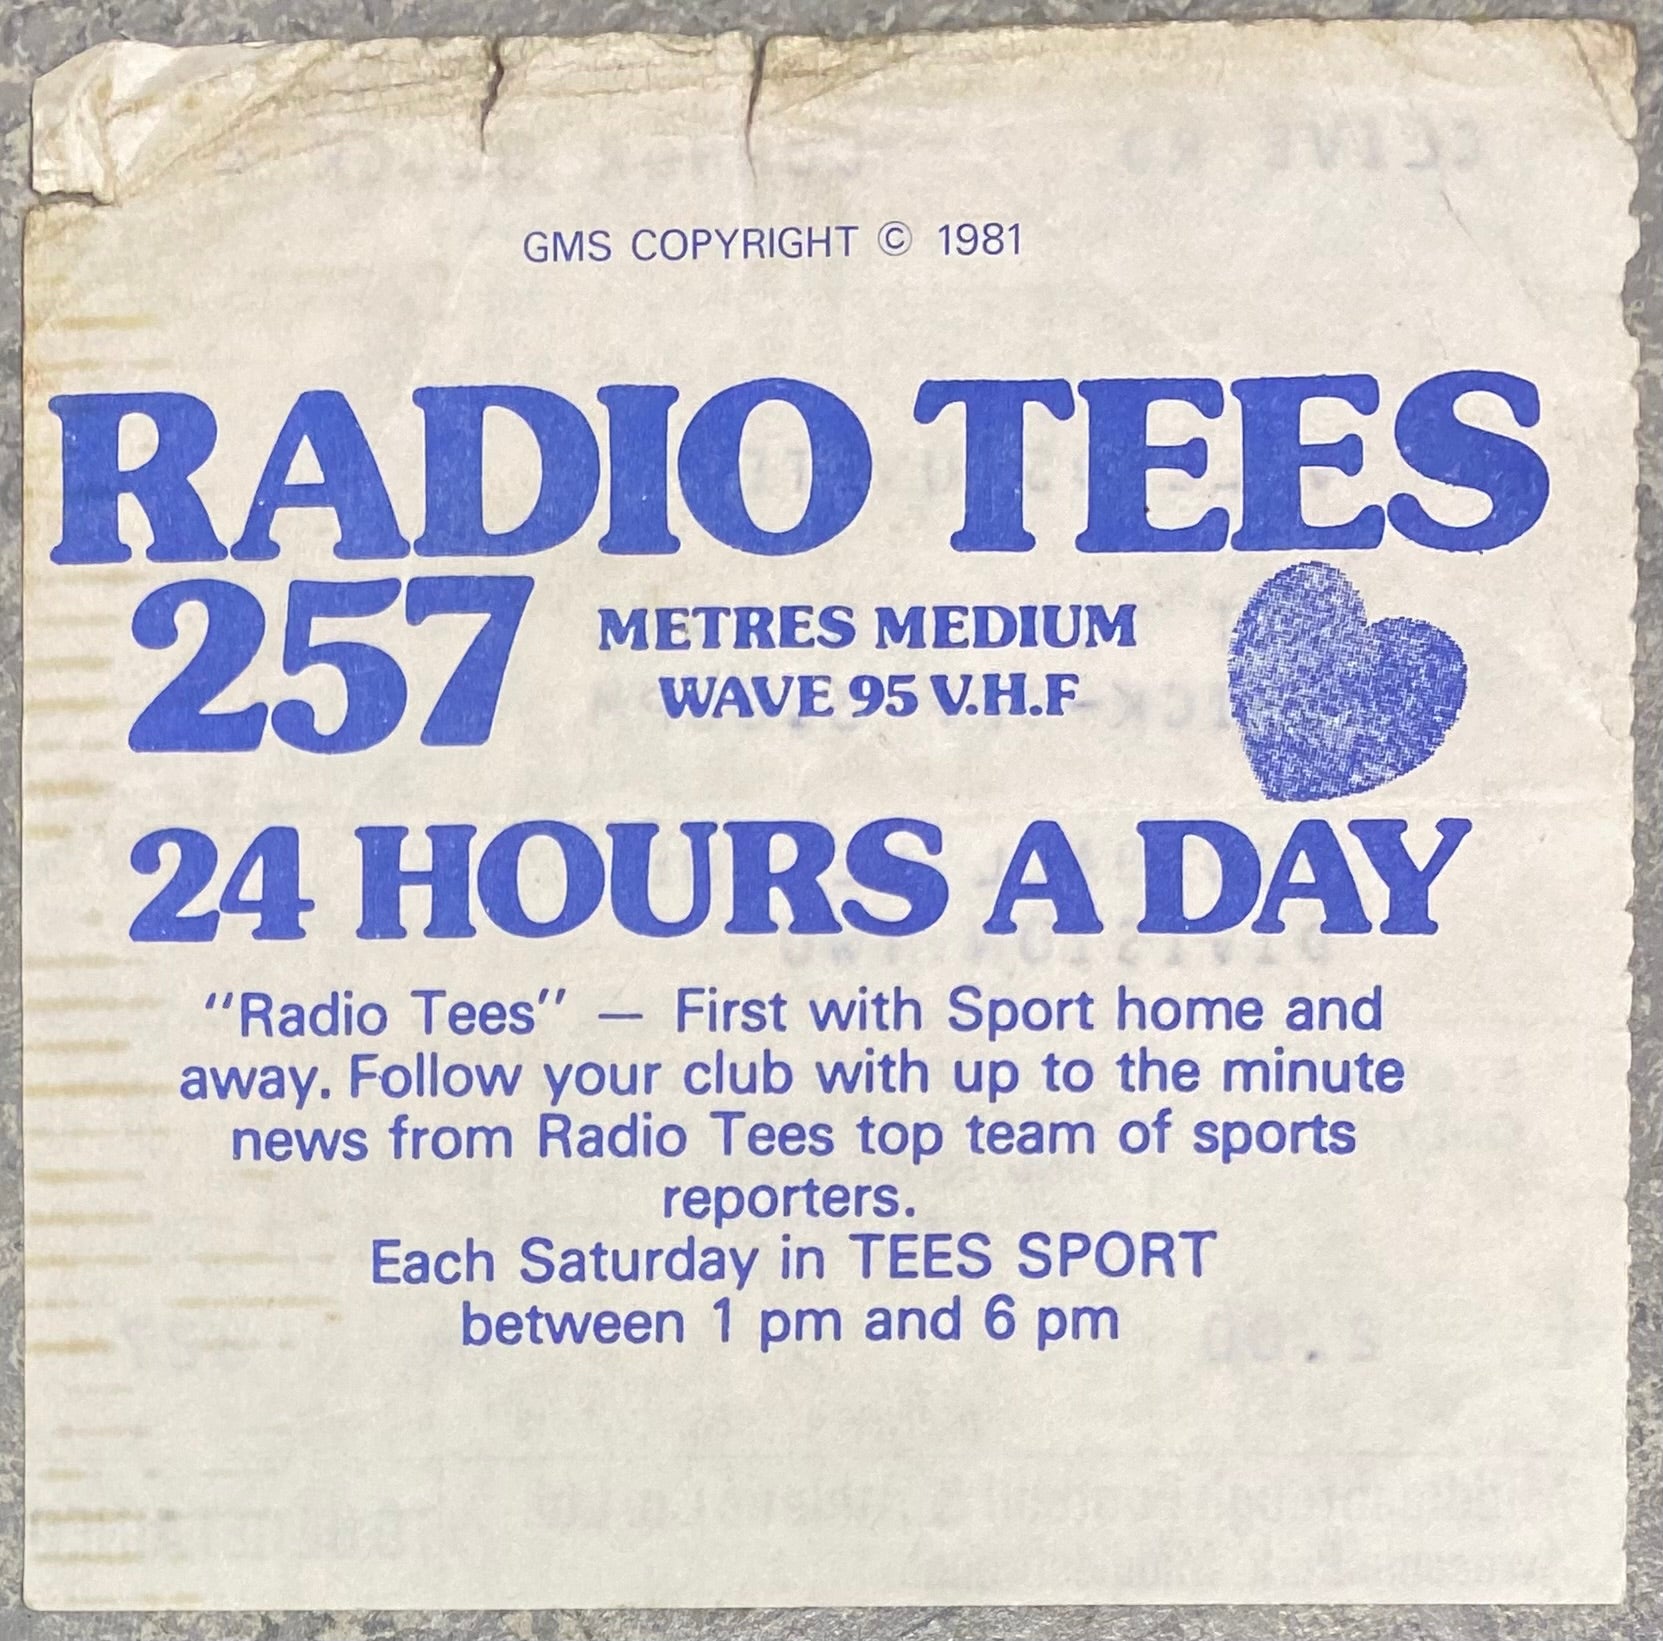 GMS COPYRIGHT © 1981
RADIO TEES
257
METRES MEDIUM
WAVE 95 V.H.F
24 HOURS A DAY
"Radio Tees" — First with Sport home and
away. Follow your club with up to the minute
news from Radio Tees top team of sports
reporters.
Each Saturday in TEES SPORT
between 1 pm and 6 pm